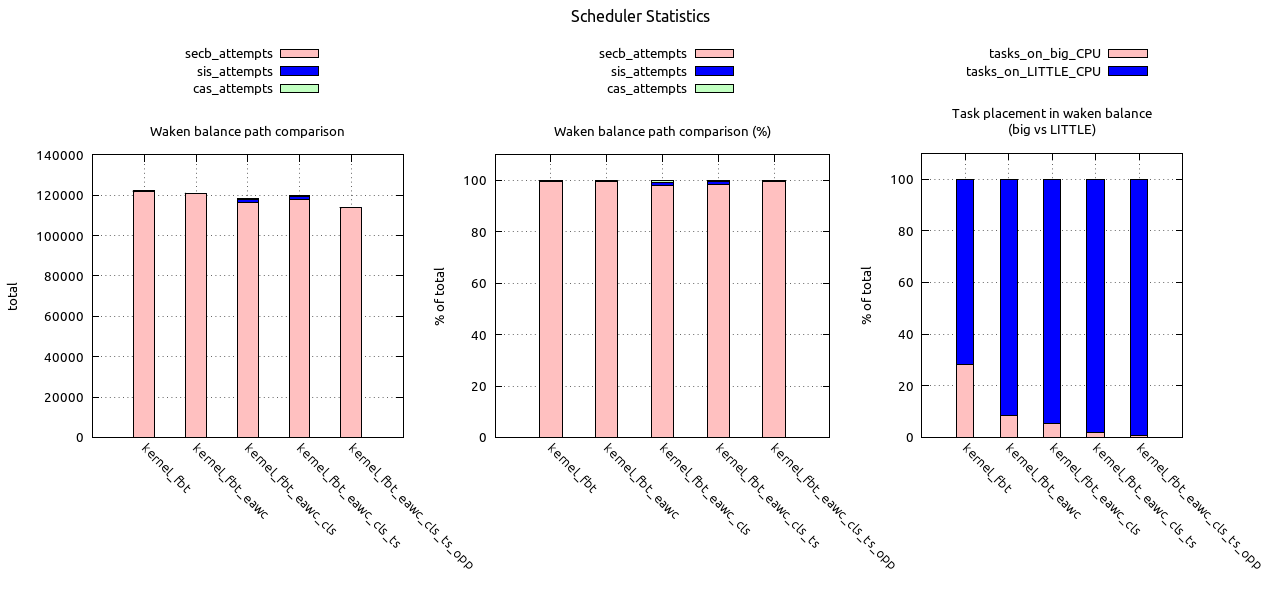 Scheduler Statistics
secb_attempts
sis_attempts
cas_attempts
Waken balance path comparison
140000
120000
100000
80000
60000
40000
20000
0
total
kernel_fbt
kernel_fbt_eawc
kernel_fbt_eawc_cls
kernel_fbt_eawc_cls_ts
kernel_fbt_eawc_cls_ts_opp
secb_attempts
sis_attempts
cas_attempts
Waken balance path comparison (%)
100
80
60
40
20
0
% of total
kernel_fbt
kernel_fbt_eawc
kernel_fbt_eawc_cls
kernel_fbt_eawc_cls_ts
kernel_fbt_eawc_cls_ts_opp
tasks_on_big_CPU
tasks_on_LITTLE_CPU
Task placement in waken balance
(big vs LITTLE)
100
80
60
40
20
0
% of total
kernel_fbt
kernel_fbt_eawc
kernel_fbt_eawc_cls
kernel_fbt_eawc_cls_ts
kernel_fbt_eawc_cls_ts_opp